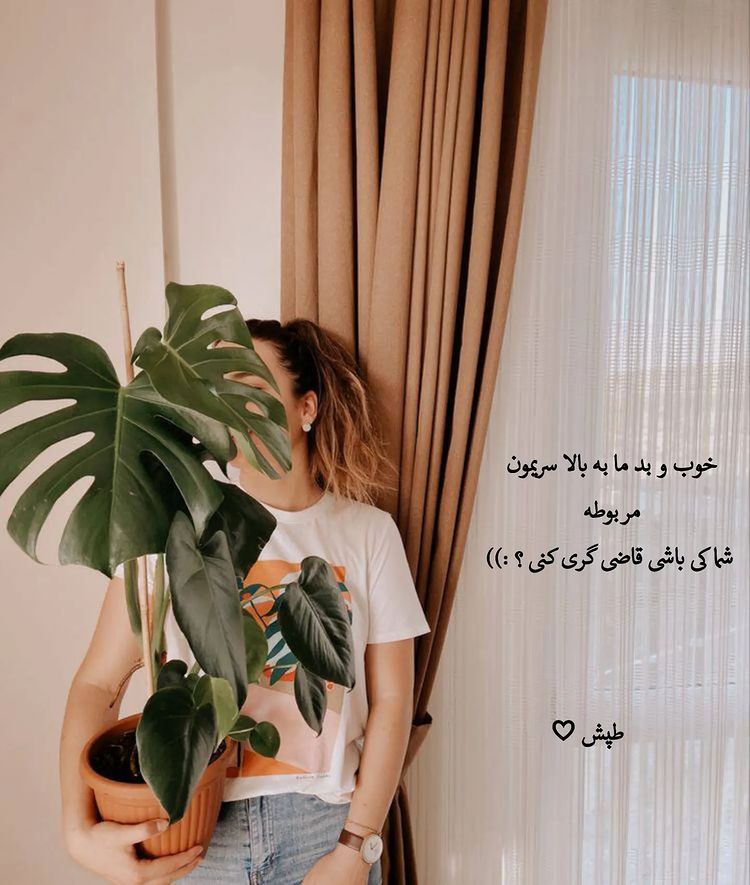 خوب و بد ما به بالا سریمون
مربوطه
شما کی باشی قاضی گری کنی ؟ :))
طپش ♡